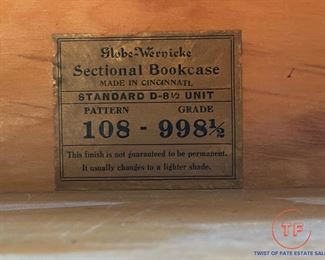 Globe-Wernicke
Sectional Bookcase
MADE IN CINCINNATI
STANDARD D-8½ UNIT
PATTERN GRADE
108 - 998½
This finish is not guaranteed to be permanent.
It usually changes to a lighter shade.
TF
TWIST OF FATE ESTATE SALES